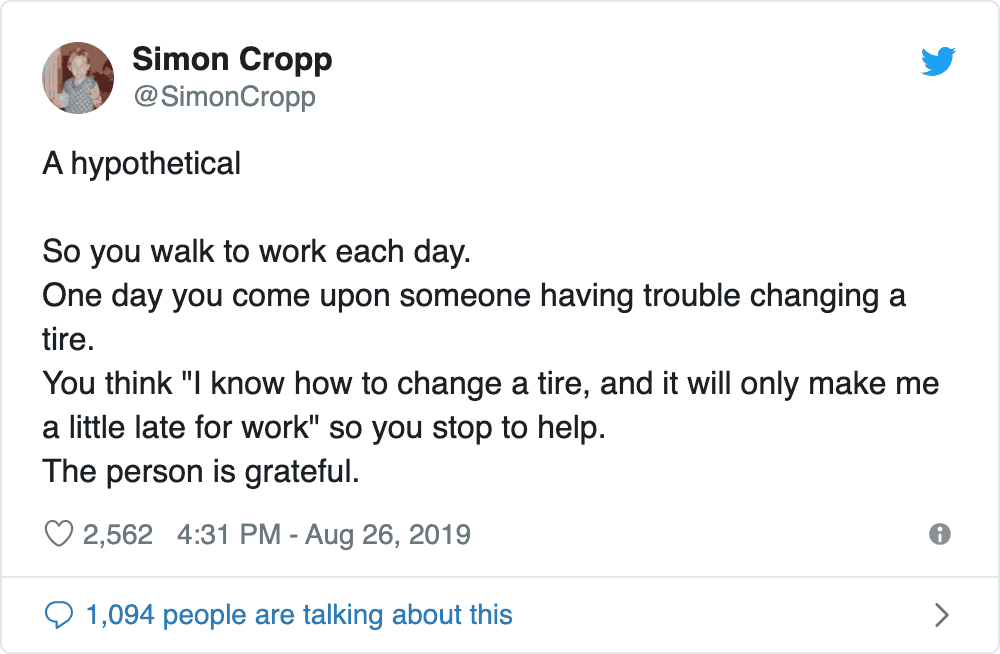 Simon Cropp
@SimonCropp
A hypothetical
So you walk to work each day.
One day you come upon someone having trouble changing a
tire.
You think "I know how to change a tire, and it will only make me
a little late for work" so you stop to help.
The person is grateful.
2,562 4:31 PM - Aug 26, 2019
1,094 people are talking about this